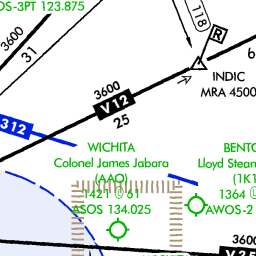 OS-3PT 123.875
118
R
3600
31
6
INDIC
MRA 4500
3600
V12
25
312
WICHITA
Colonel James Jabara
(AAO)
1421 61
ASOS 134.025
BENTO
Lloyd Stear
(1K1
1364
AWOS-2
3600